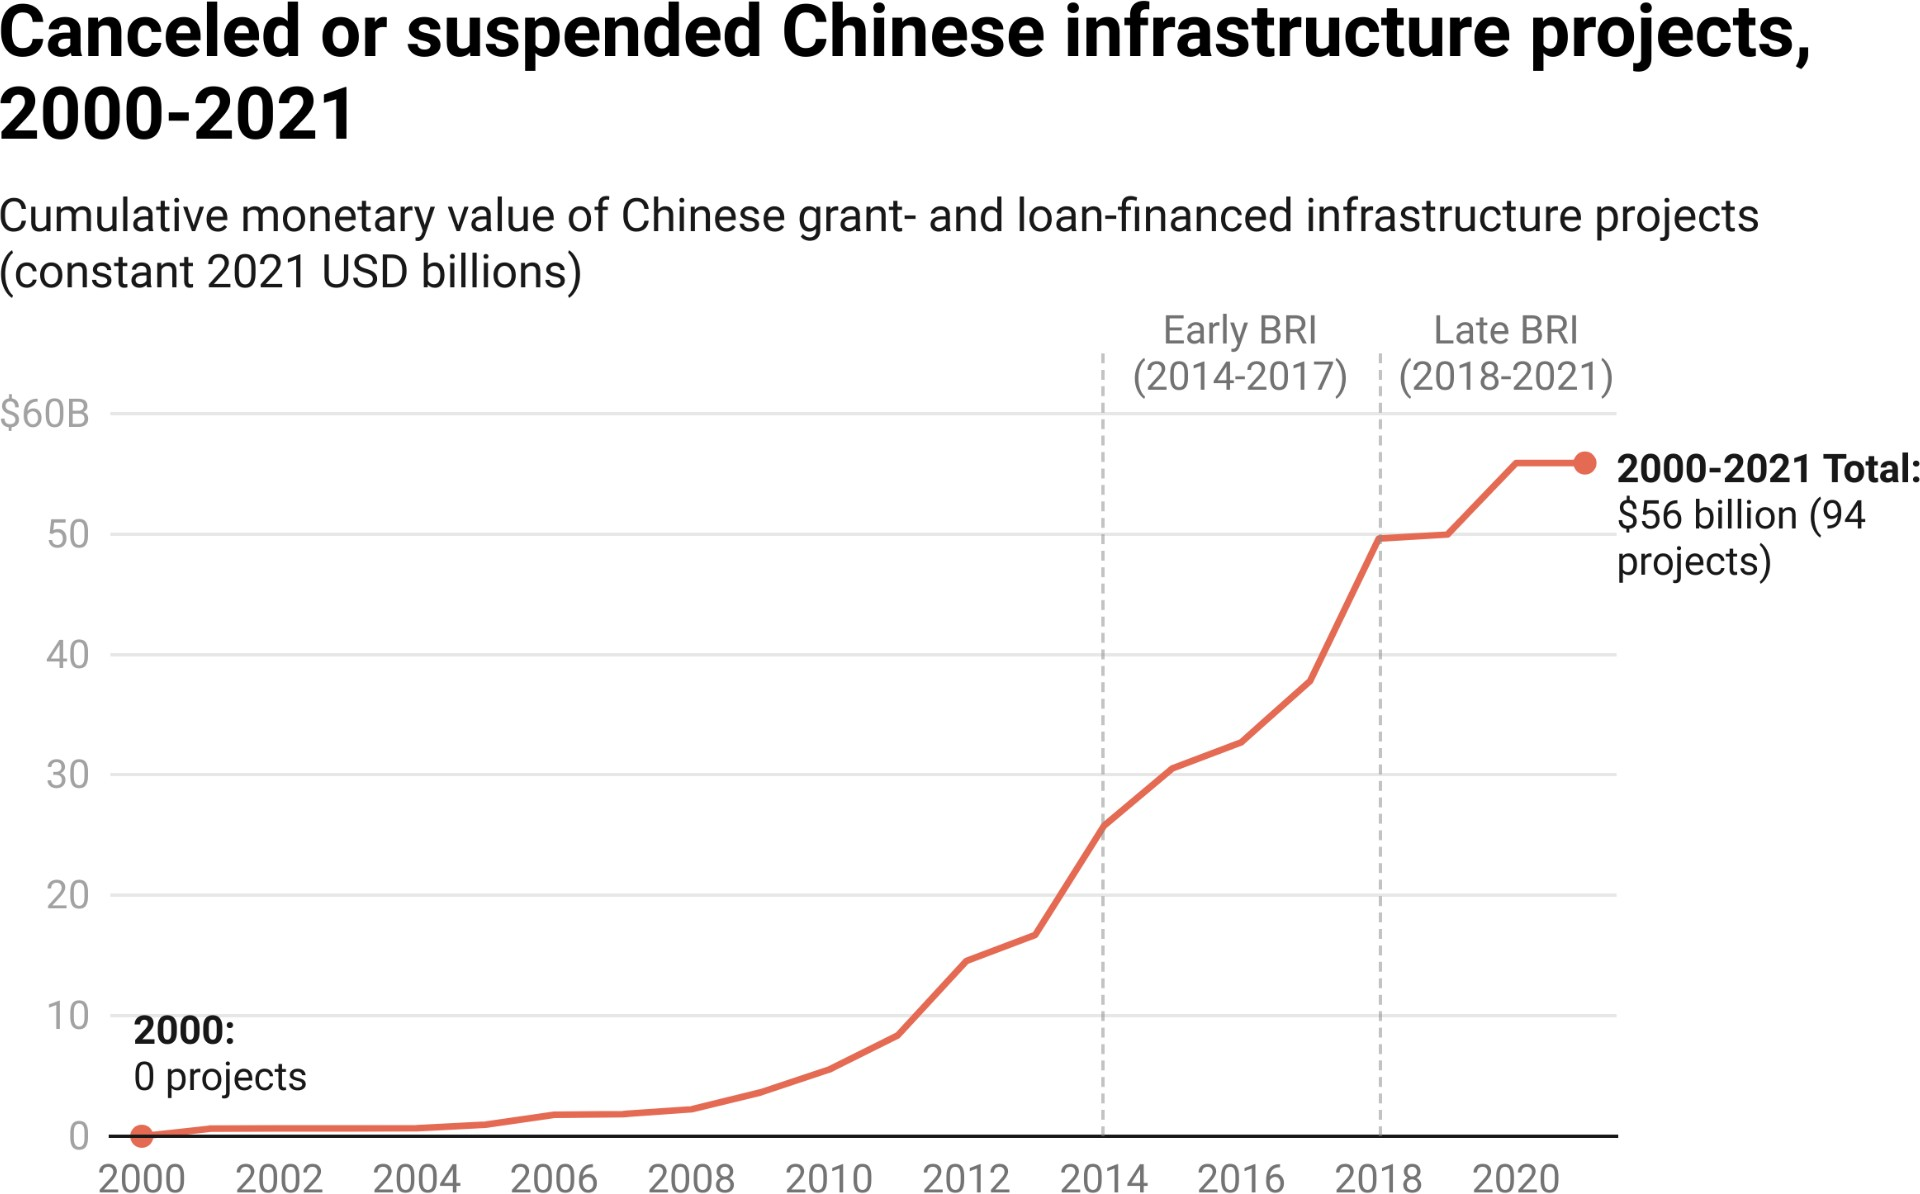 Canceled or suspended Chinese infrastructure projects,
2000-2021
Cumulative monetary value of Chinese grant- and loan-financed infrastructure projects
(constant 2021 USD billions)
Early BRI
(2014-2017)
Late BRI
(2018-2021)
$60B
50
40
30
20
10
0
2000-2021 Total:
$56 billion (94
projects)
2000:
0 projects
2000
2002
2004
2006
2008
2010
2012
2014
2016
2018
2020